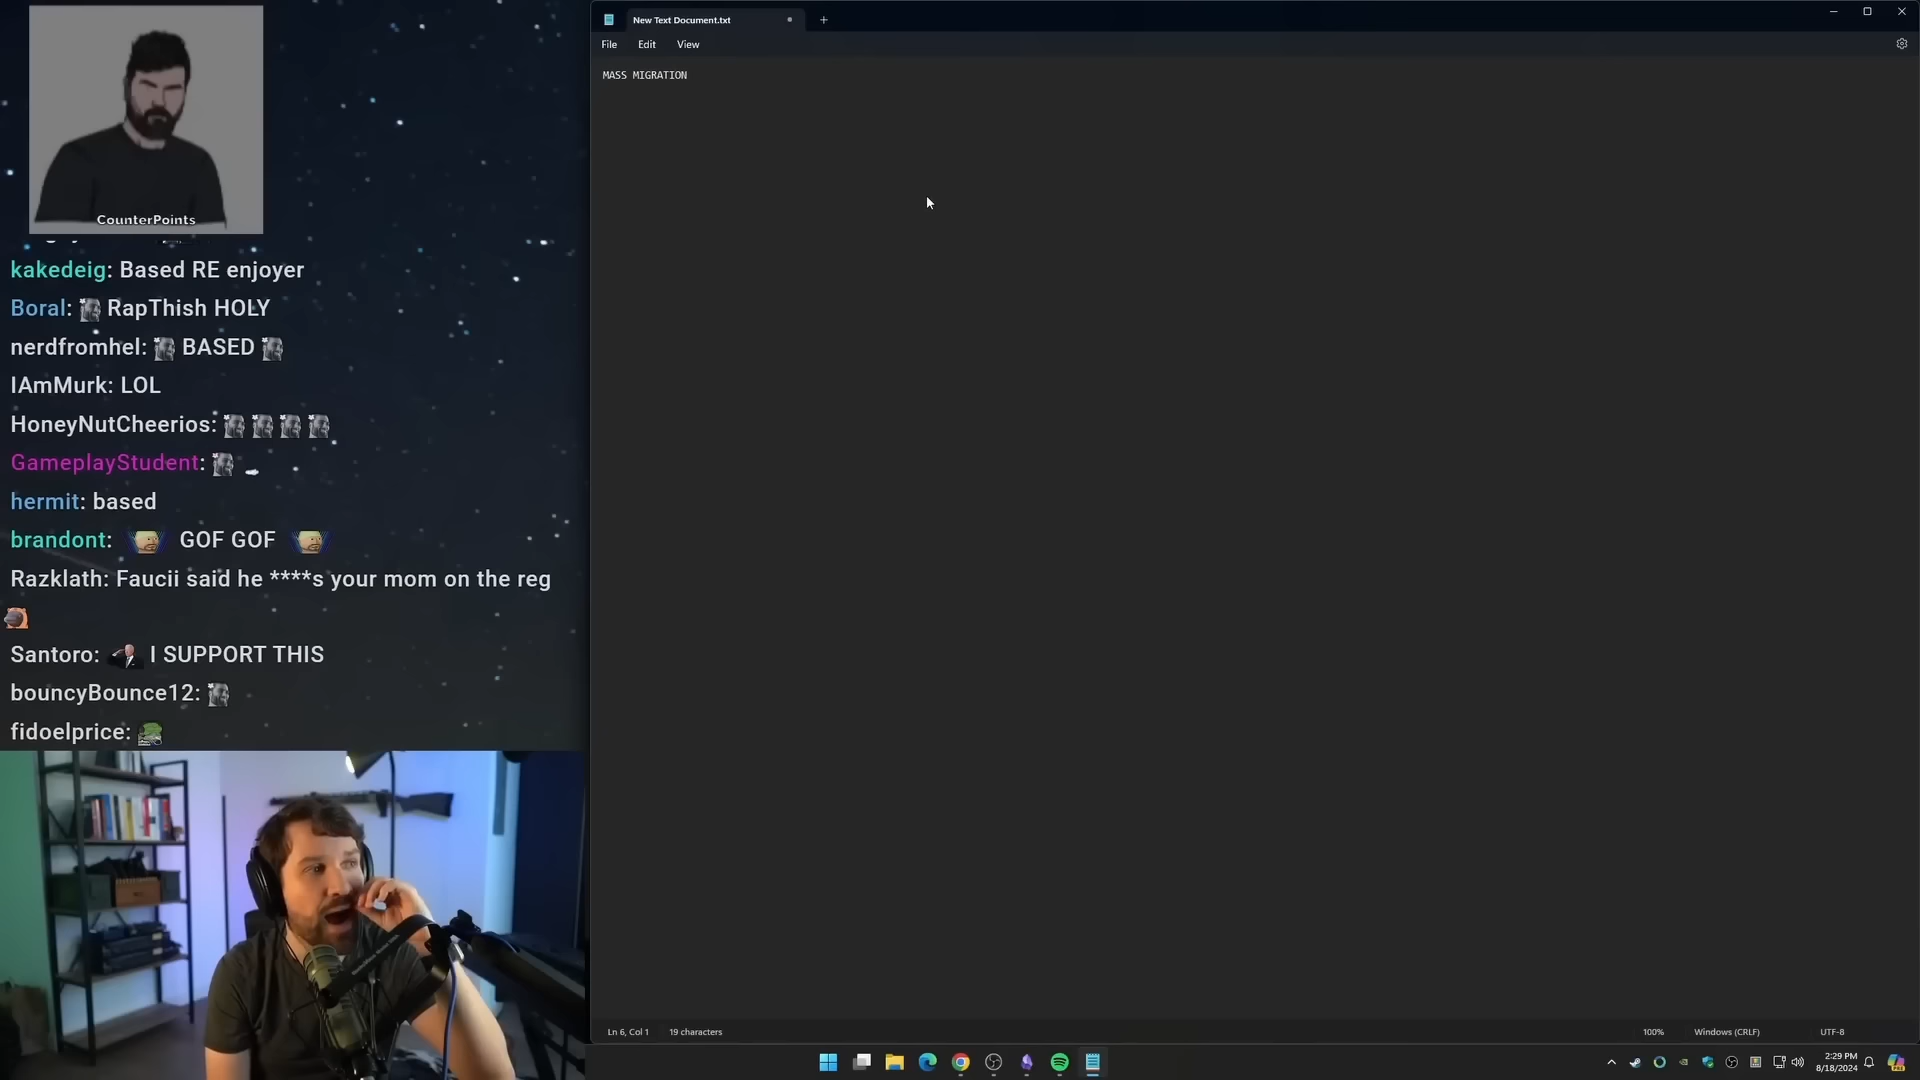 CounterPoints
kakedeig: Based RE enjoyer
Boral: RapThish HOLY
nerdfromhel: BASED
IAmMurk: LOL
HoneyNutCheerios:
GameplayStudent:
hermit: based
brandont: GOF GOF
Razklath: Faucii said he ****s your mom on the reg
Santoro: I SUPPORT THIS
bouncyBounce12:
fidoelprice:
New Text Document.txt
File Edit View
MASS MIGRATION
Ln 6, Col 1 19 characters 100% Windows (CRLF) UTF-8
2:29 PM
8/18/2024